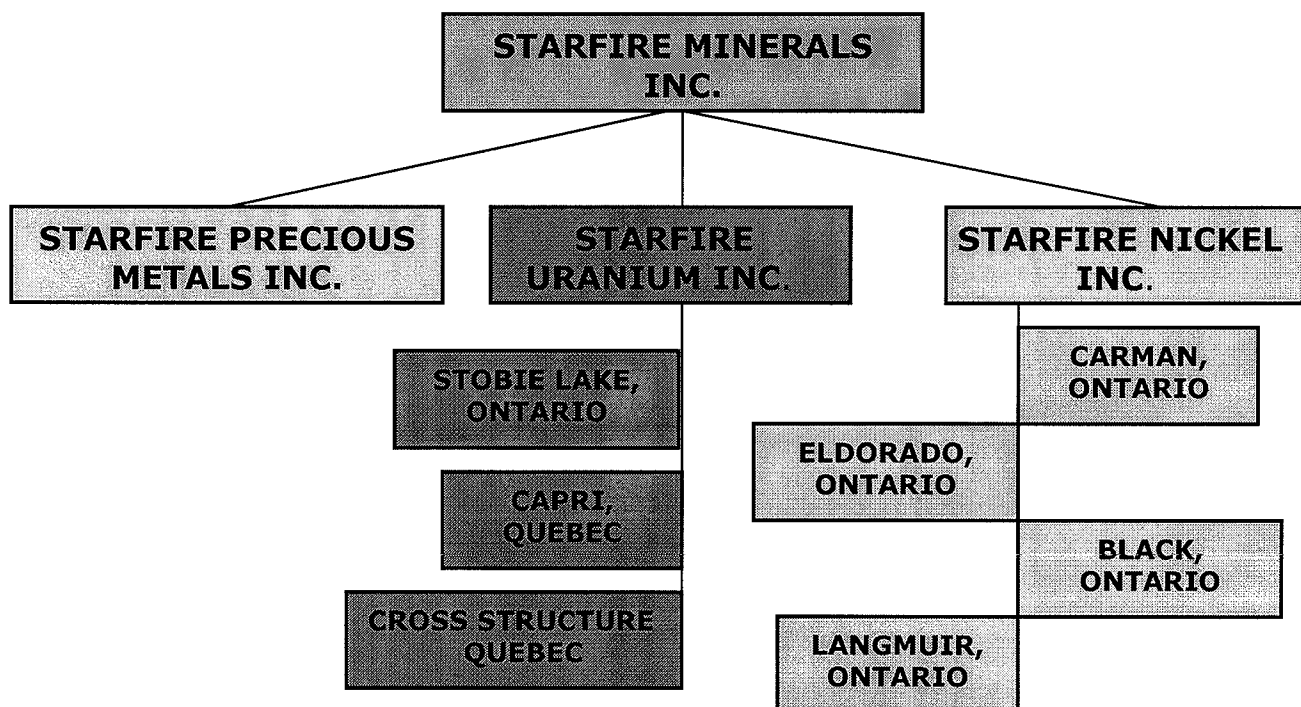 STARFIRE MINERALS
INC.
STARFIRE PRECIOUS
METALS INC.
STARFIRE
URANIUM INC.
STARFIRE NICKEL
INC.
STOBIE LAKE,
ONTARIO
CAPRI,
QUEBEC
CROSS STRUCTURE
QUEBEC
CARMAN,
ONTARIO
ELDORADO,
ONTARIO
BLACK,
ONTARIO
LANGMUIR,
ONTARIO